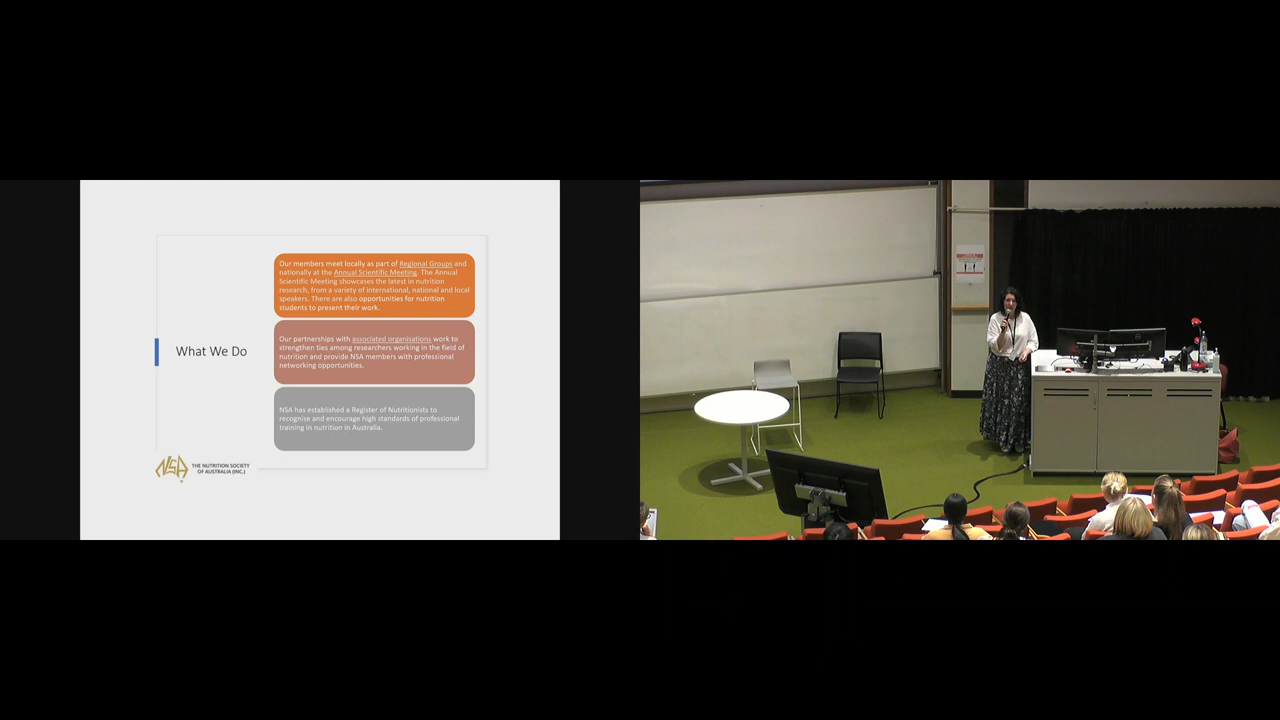 What We Do
Our members meet locally as part of Regional Groups and
nationally at the Annual Scientific Meeting. The Annual
Scientific Meeting showcases the latest in nutrition
research, from a variety of international, national and local
speakers. There are also opportunities for nutrition
students to present their work.
Our partnerships with associated organisations work to
strengthen ties among researchers working in the field of
nutrition and provide NSA members with professional
networking opportunities.
NSA has established a Register of Nutritionists to
recognise and encourage high standards of professional
training in nutrition in Australia.
NSA
THE NUTRITION SOCIETY
OF AUSTRALIA (INC.)